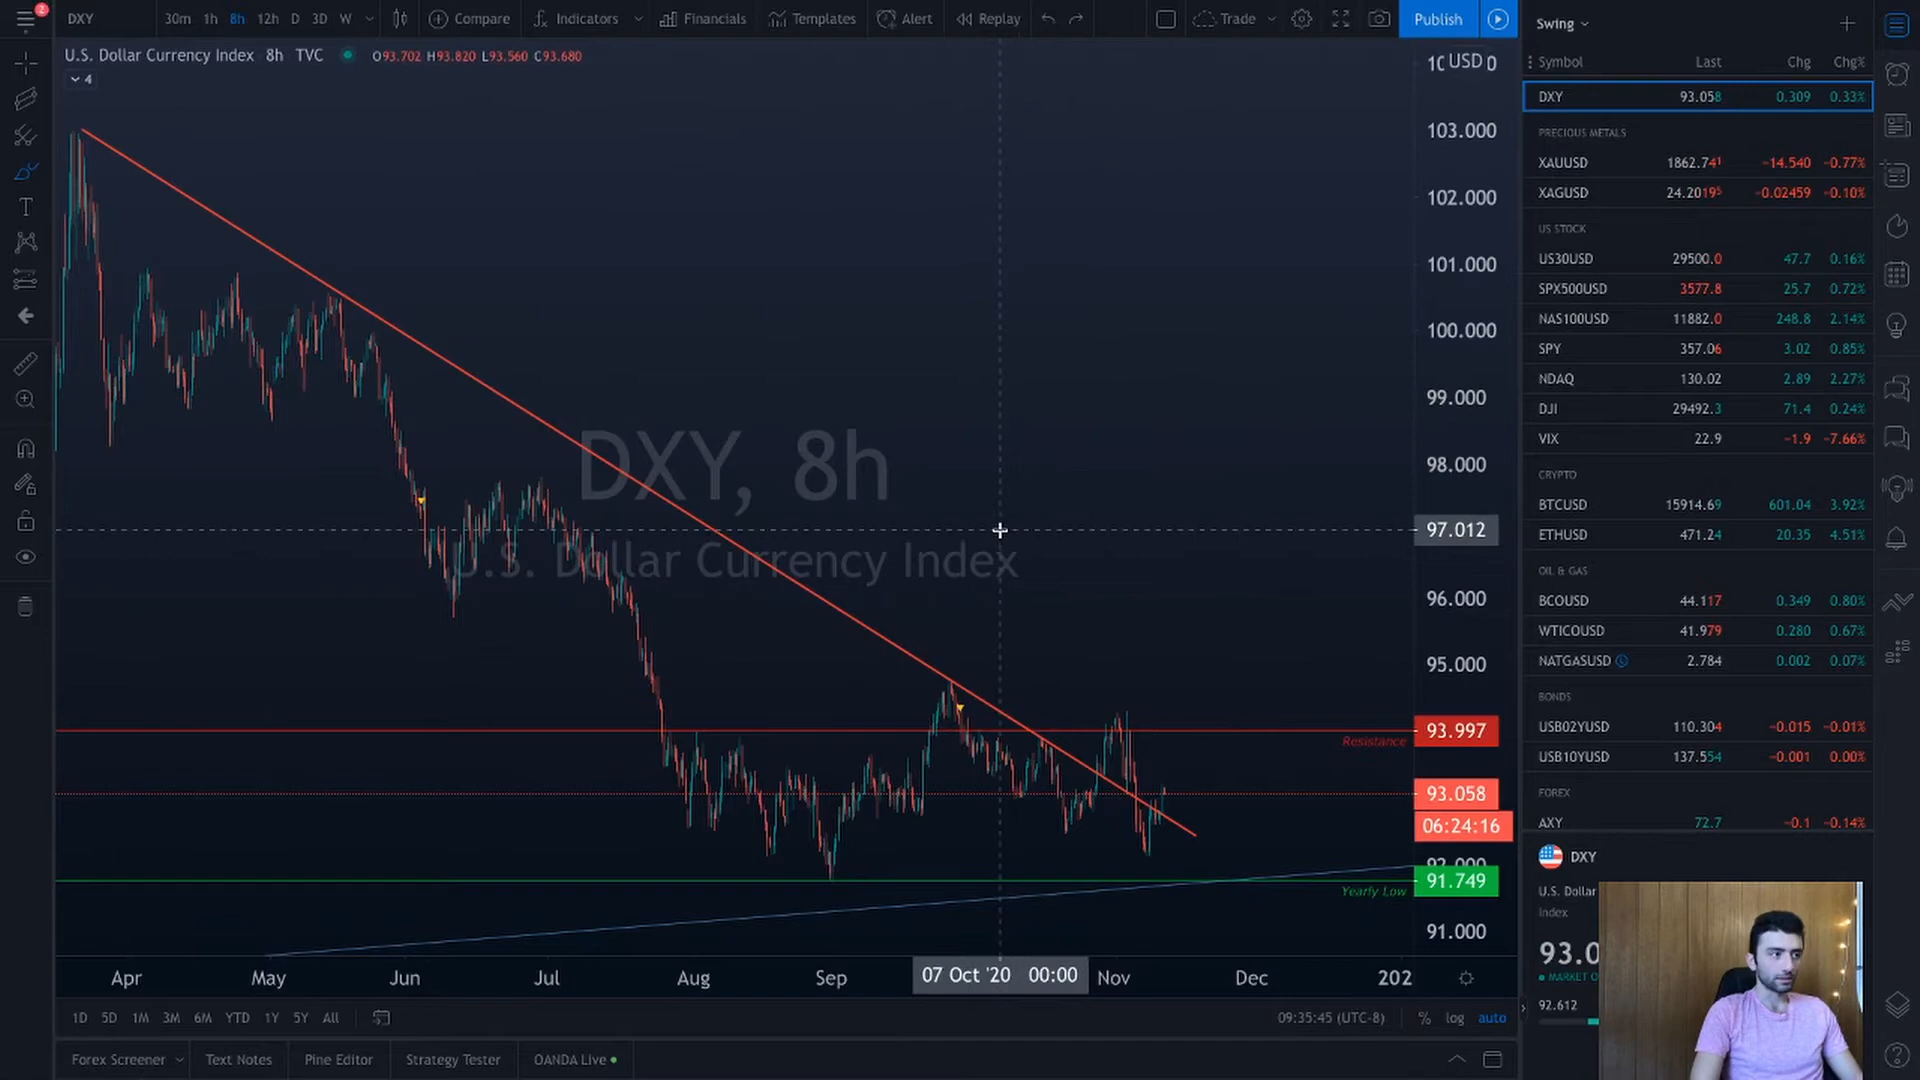 2
DXY
30m 1h 8h 12h D 3D W
Compare
Indicators
Financials
Templates
Alert
Replay
Trade
Publish
Swing
U.S. Dollar Currency Index 8h TVC
O93.702 H93.820 L93.560 C93.680
4
USD
Symbol Last Chg Chg%
DXY 93.058 0.309 0.33%
PRECIOUS METALS
XAUUSD 1862.741 -14.540 -0.77%
XAGUSD 24.20195 -0.02459 -0.10%
US STOCK
US30USD 29500.0 47.7 0.16%
SPX500USD 3577.8 25.7 0.72%
NAS100USD 11882.0 248.8 2.14%
SPY 357.06 3.02 0.85%
NDAQ 130.02 2.89 2.27%
DJI 29492.3 71.4 0.24%
VIX 22.9 -1.9 -7.66%
CRYPTO
BTCUSD 15914.69 601.04 3.92%
ETHUSD 471.24 20.35 4.51%
OIL & GAS
BCOUSD 44.117 0.349 0.80%
WTICOUSD 41.979 0.280 0.67%
NATGASUSD 2.784 0.002 0.07%
BONDS
USB02YUSD 110.304 -0.015 -0.01%
USB10YUSD 137.554 -0.001 0.00%
FOREX
AXY 72.7 -0.1 -0.14%
DXY
U.S. Dollar
Index
93.0
MARKET O
92.612
103.000
102.000
101.000
100.000
99.000
98.000
97.012
96.000
95.000
93.997
93.058
06:24:16
92.000
91.749
91.000
DXY, 8h
U.S. Dollar Currency Index
Resistance
Yearly Low
Apr May Jun Jul Aug Sep 07 Oct '20 00:00 Nov Dec 202
1D 5D 1M 3M 6M YTD 1Y 5Y All
09:35:45 (UTC-8) % log auto
Forex Screener
Text Notes
Pine Editor
Strategy Tester
OANDA Live